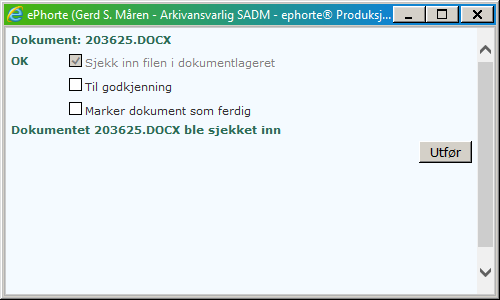 ePhorte (Gerd S. Måren - Arkivansvarlig SADM - ephorte® Produksj...
Dokument: 203625.DOCX
OK Sjekk inn filen i dokumentlageret
Til godkjenning
Marker dokument som ferdig
Dokumentet 203625.DOCX ble sjekket inn
Utfør